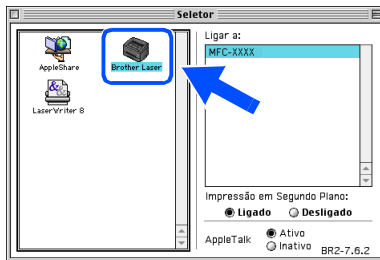 Seletor
AppleShare
Brother Laser
LaserWriter 8
Ligar a:
MFC-XXXX
Impressão em Segundo Plano:
Ligado Desligado
AppleTalk
Ativo
Inativo
BR2-7.6.2